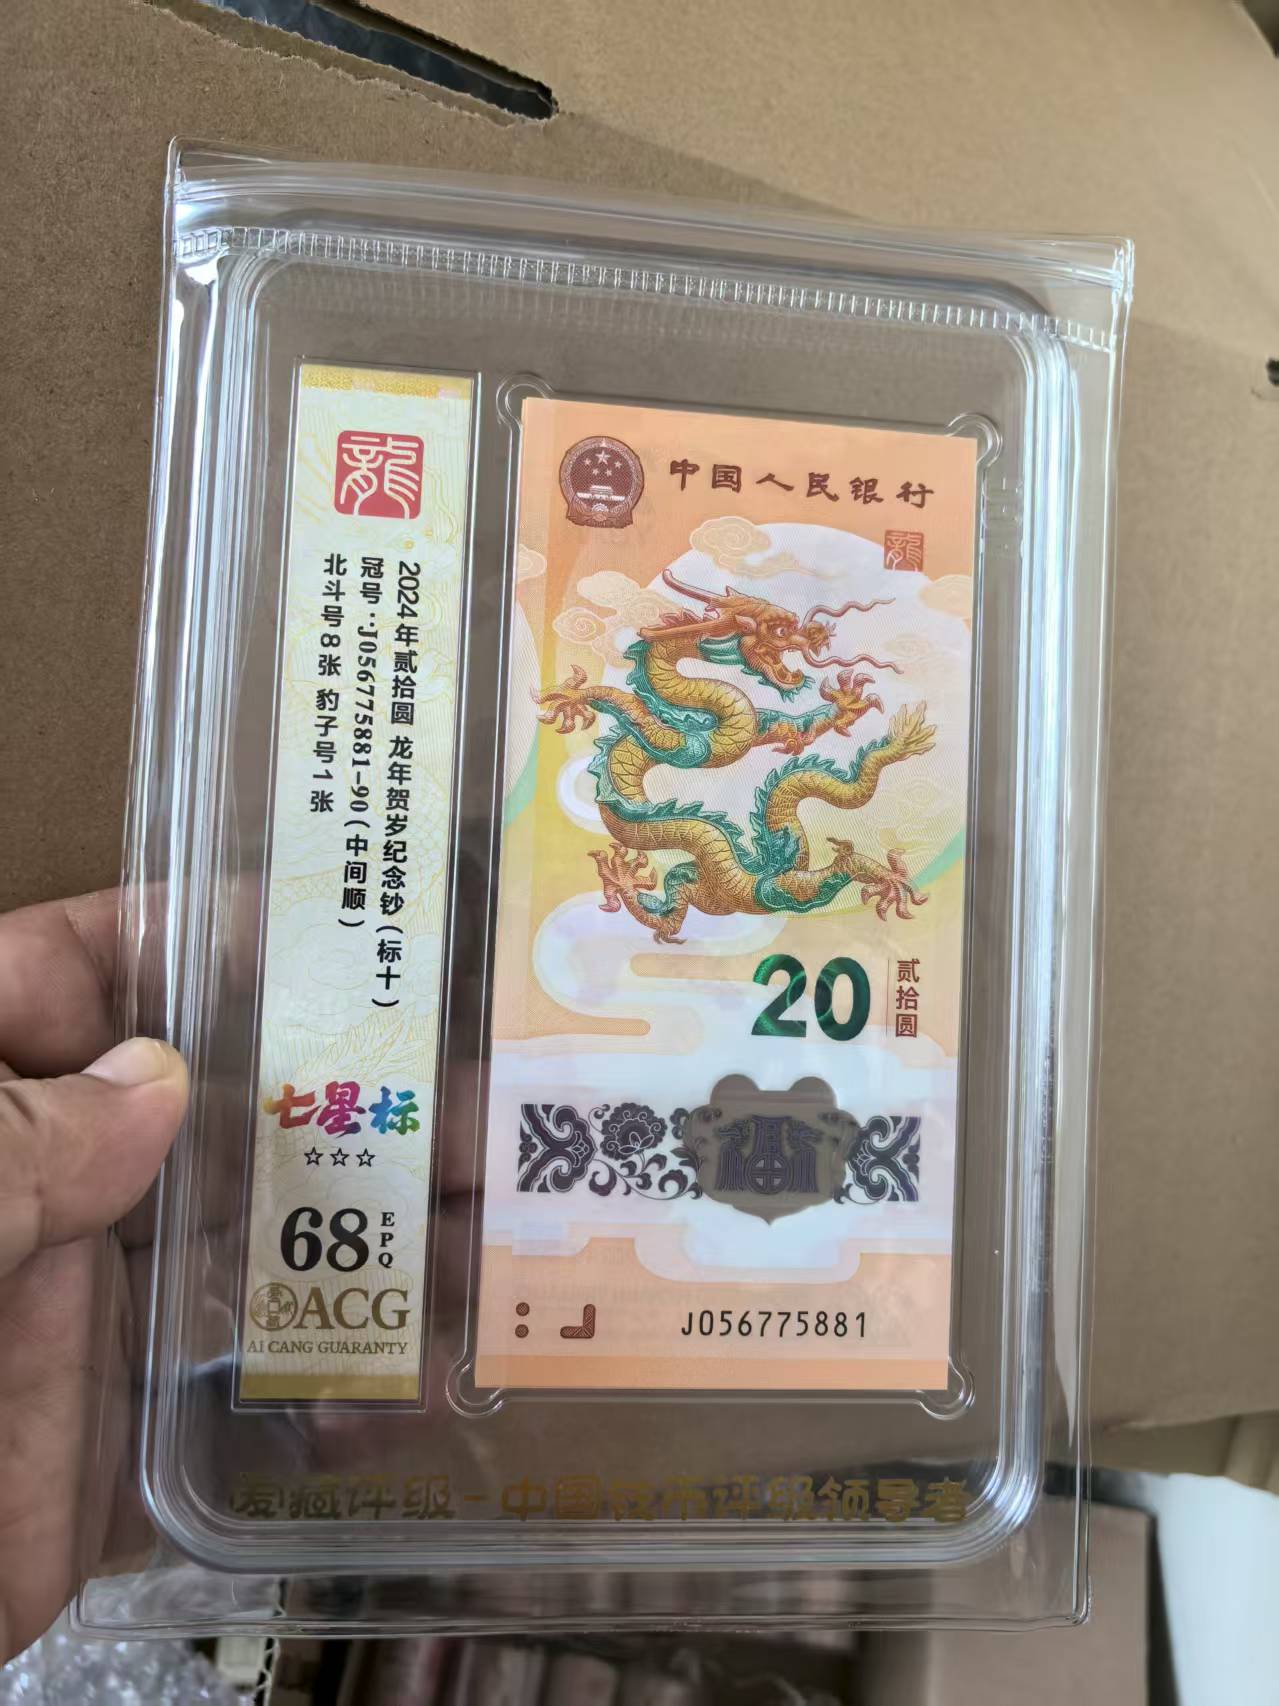 龍
2024年贰拾圆 龙年贺岁纪念钞(标十)
冠号:J056775881-90(中间顺)
北斗号8张 豹子号1张
七星标
☆☆☆
68 EPQ
ACG
AI CANG GUARANTY
中国人民银行
龍
20 贰拾圆
J056775881
爱藏评级-中国钱币评级领导者